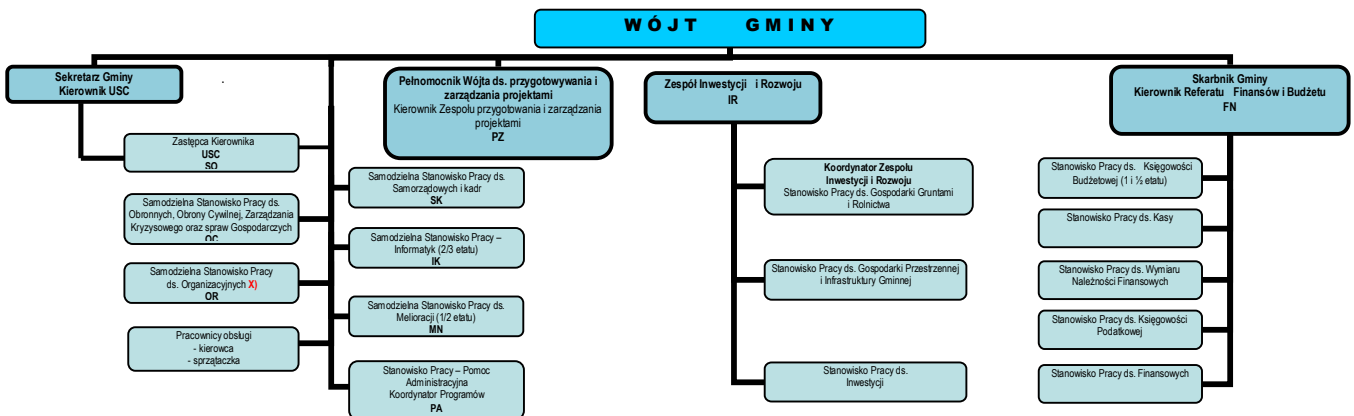 WÓJT GMINY
Sekretarz Gminy
Kierownik USC
Pełnomocnik Wójta ds. przygotowywania i
zarządzania projektami
Kierownik Zespołu przygotowania i zarządzania
projektami
PZ
Zespół Inwestycji i Rozwoju
IR
Skarbnik Gminy
Kierownik Referatu Finansów i Budżetu
FN
Zastępca Kierownika
USC
SO
Samodzielna Stanowisko Pracy ds.
Obronnych, Obrony Cywilnej, Zarządzania
Kryzysowego oraz spraw Gospodarczych
OC
Samodzielna Stanowisko Pracy
ds. Organizacyjnych X)
OR
Pracownicy obsługi
- kierowca
- sprzątaczka
Samodzielna Stanowisko Pracy ds.
Samorządowych i kadr
SK
Samodzielna Stanowisko Pracy –
Informatyk (2/3 etatu)
IK
Samodzielna Stanowisko Pracy ds.
Melioracji (1/2 etatu)
MN
Stanowisko Pracy – Pomoc
Administracyjna
Koordynator Programów
PA
Koordynator Zespołu
Inwestycji i Rozwoju
Stanowisko Pracy ds. Gospodarki Gruntami
i Rolnictwa
Stanowisko Pracy ds. Gospodarki Przestrzennej
i Infrastruktury Gminnej
Stanowisko Pracy ds.
Inwestycji
Stanowisko Pracy ds. Księgowości
Budżetowej (1 i ½ etatu)
Stanowisko Pracy ds. Kasy
Stanowisko Pracy ds. Wymiaru
Należności Finansowych
Stanowisko Pracy ds. Księgowości
Podatkowej
Stanowisko Pracy ds. Finansowych